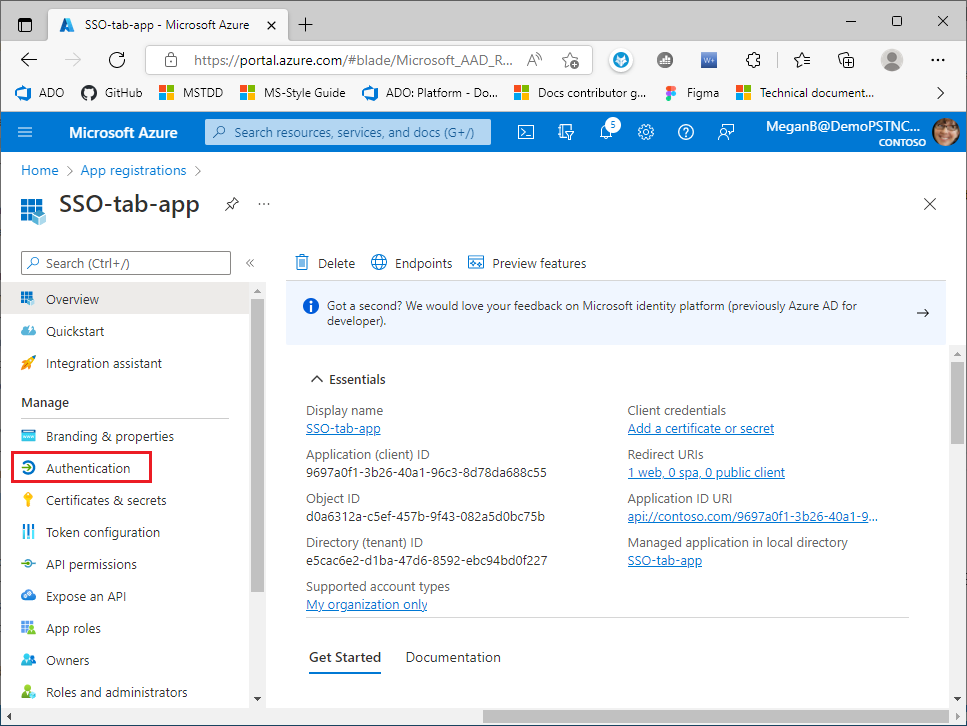 SSO-tab-app - Microsoft Azure
https://portal.azure.com/#blade/Microsoft_AAD_R...
ADO
GitHub
MSTDD
MS-Style Guide
ADO: Platform - Do...
Docs contributor g...
Figma
Technical document...
Microsoft Azure
Search resources, services, and docs (G+/)
5
MeganB@DemoPSTNC...
CONTOSO
Home > App registrations >
SSO-tab-app
Search (Ctrl+/)
Delete
Endpoints
Preview features
Overview
Quickstart
Integration assistant
Manage
Branding & properties
Authentication
Certificates & secrets
Token configuration
API permissions
Expose an API
App roles
Owners
Roles and administrators
Got a second? We would love your feedback on Microsoft identity platform (previously Azure AD for
developer).
Essentials
Display name
SSO-tab-app
Application (client) ID
9697a0f1-3b26-40a1-96c3-8d78da688c55
Object ID
d0a6312a-c5ef-457b-9f43-082a5d0bc75b
Directory (tenant) ID
e5cac6e2-d1ba-47d6-8592-ebc94bd0f227
Supported account types
My organization only
Client credentials
Add a certificate or secret
Redirect URIs
1 web, 0 spa, 0 public client
Application ID URI
api://contoso.com/9697a0f1-3b26-40a1-9...
Managed application in local directory
SSO-tab-app
Get Started
Documentation